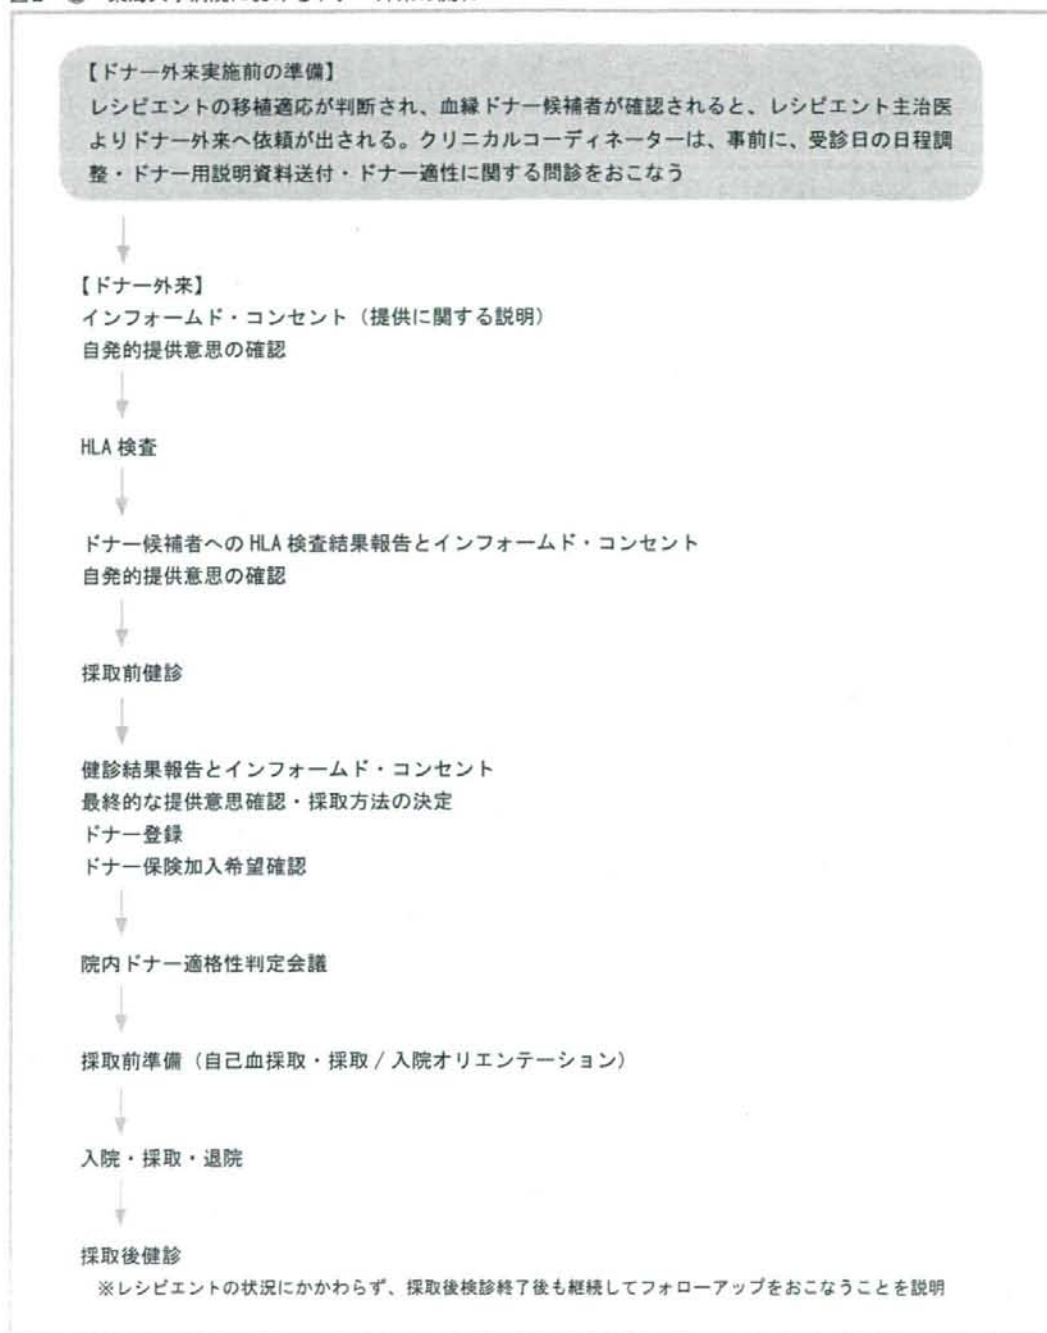 【ドナー外来実施前の準備】
レシピエントの移植適応が判断され、血縁ドナー候補者が確認されると、レシピエント主治医
よりドナー外来へ依頼が出される。クリニカルコーディネーターは、事前に、受診日の日程調
整・ドナー用説明資料送付・ドナー適性に関する問診をおこなう
【ドナー外来】
インフォームド・コンセント（提供に関する説明）
自発的提供意思の確認
HLA 検査
ドナー候補者への HLA 検査結果報告とインフォームド・コンセント
自発的提供意思の確認
採取前健診
健診結果報告とインフォームド・コンセント
最終的な提供意思確認・採取方法の決定
ドナー登録
ドナー保険加入希望確認
院内ドナー適格性判定会議
採取前準備（自己血採取・採取 / 入院オリエンテーション）
入院・採取・退院
採取後健診
※レシピエントの状況にかかわらず、採取後検診終了後も継続してフォローアップをおこなうことを説明